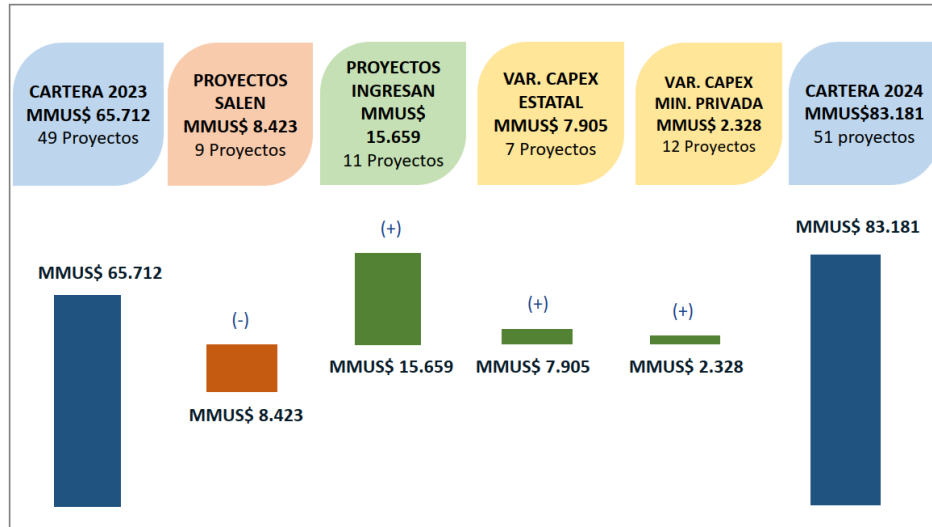 CARTERA 2023
MMUS$ 65.712
49 Proyectos
PROYECTOS
SALEN
MMUS$ 8.423
9 Proyectos
PROYECTOS
INGRESAN
MMUS$
15.659
11 Proyectos
VAR. CAPEX
ESTATAL
MMUS$ 7.905
7 Proyectos
VAR. CAPEX
MIN. PRIVADA
MMUS$ 2.328
12 Proyectos
CARTERA 2024
MMUS$83.181
51 proyectos
MMUS$ 65.712
(-)
MMUS$ 8.423
(+)
MMUS$ 15.659
(+)
MMUS$ 7.905
(+)
MMUS$ 2.328
MMUS$ 83.181